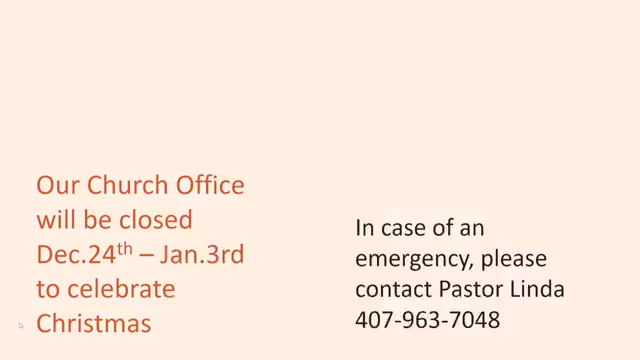 Our Church Office
will be closed
Dec.24th – Jan.3rd
to celebrate
Christmas
In case of an
emergency, please
contact Pastor Linda
407-963-7048